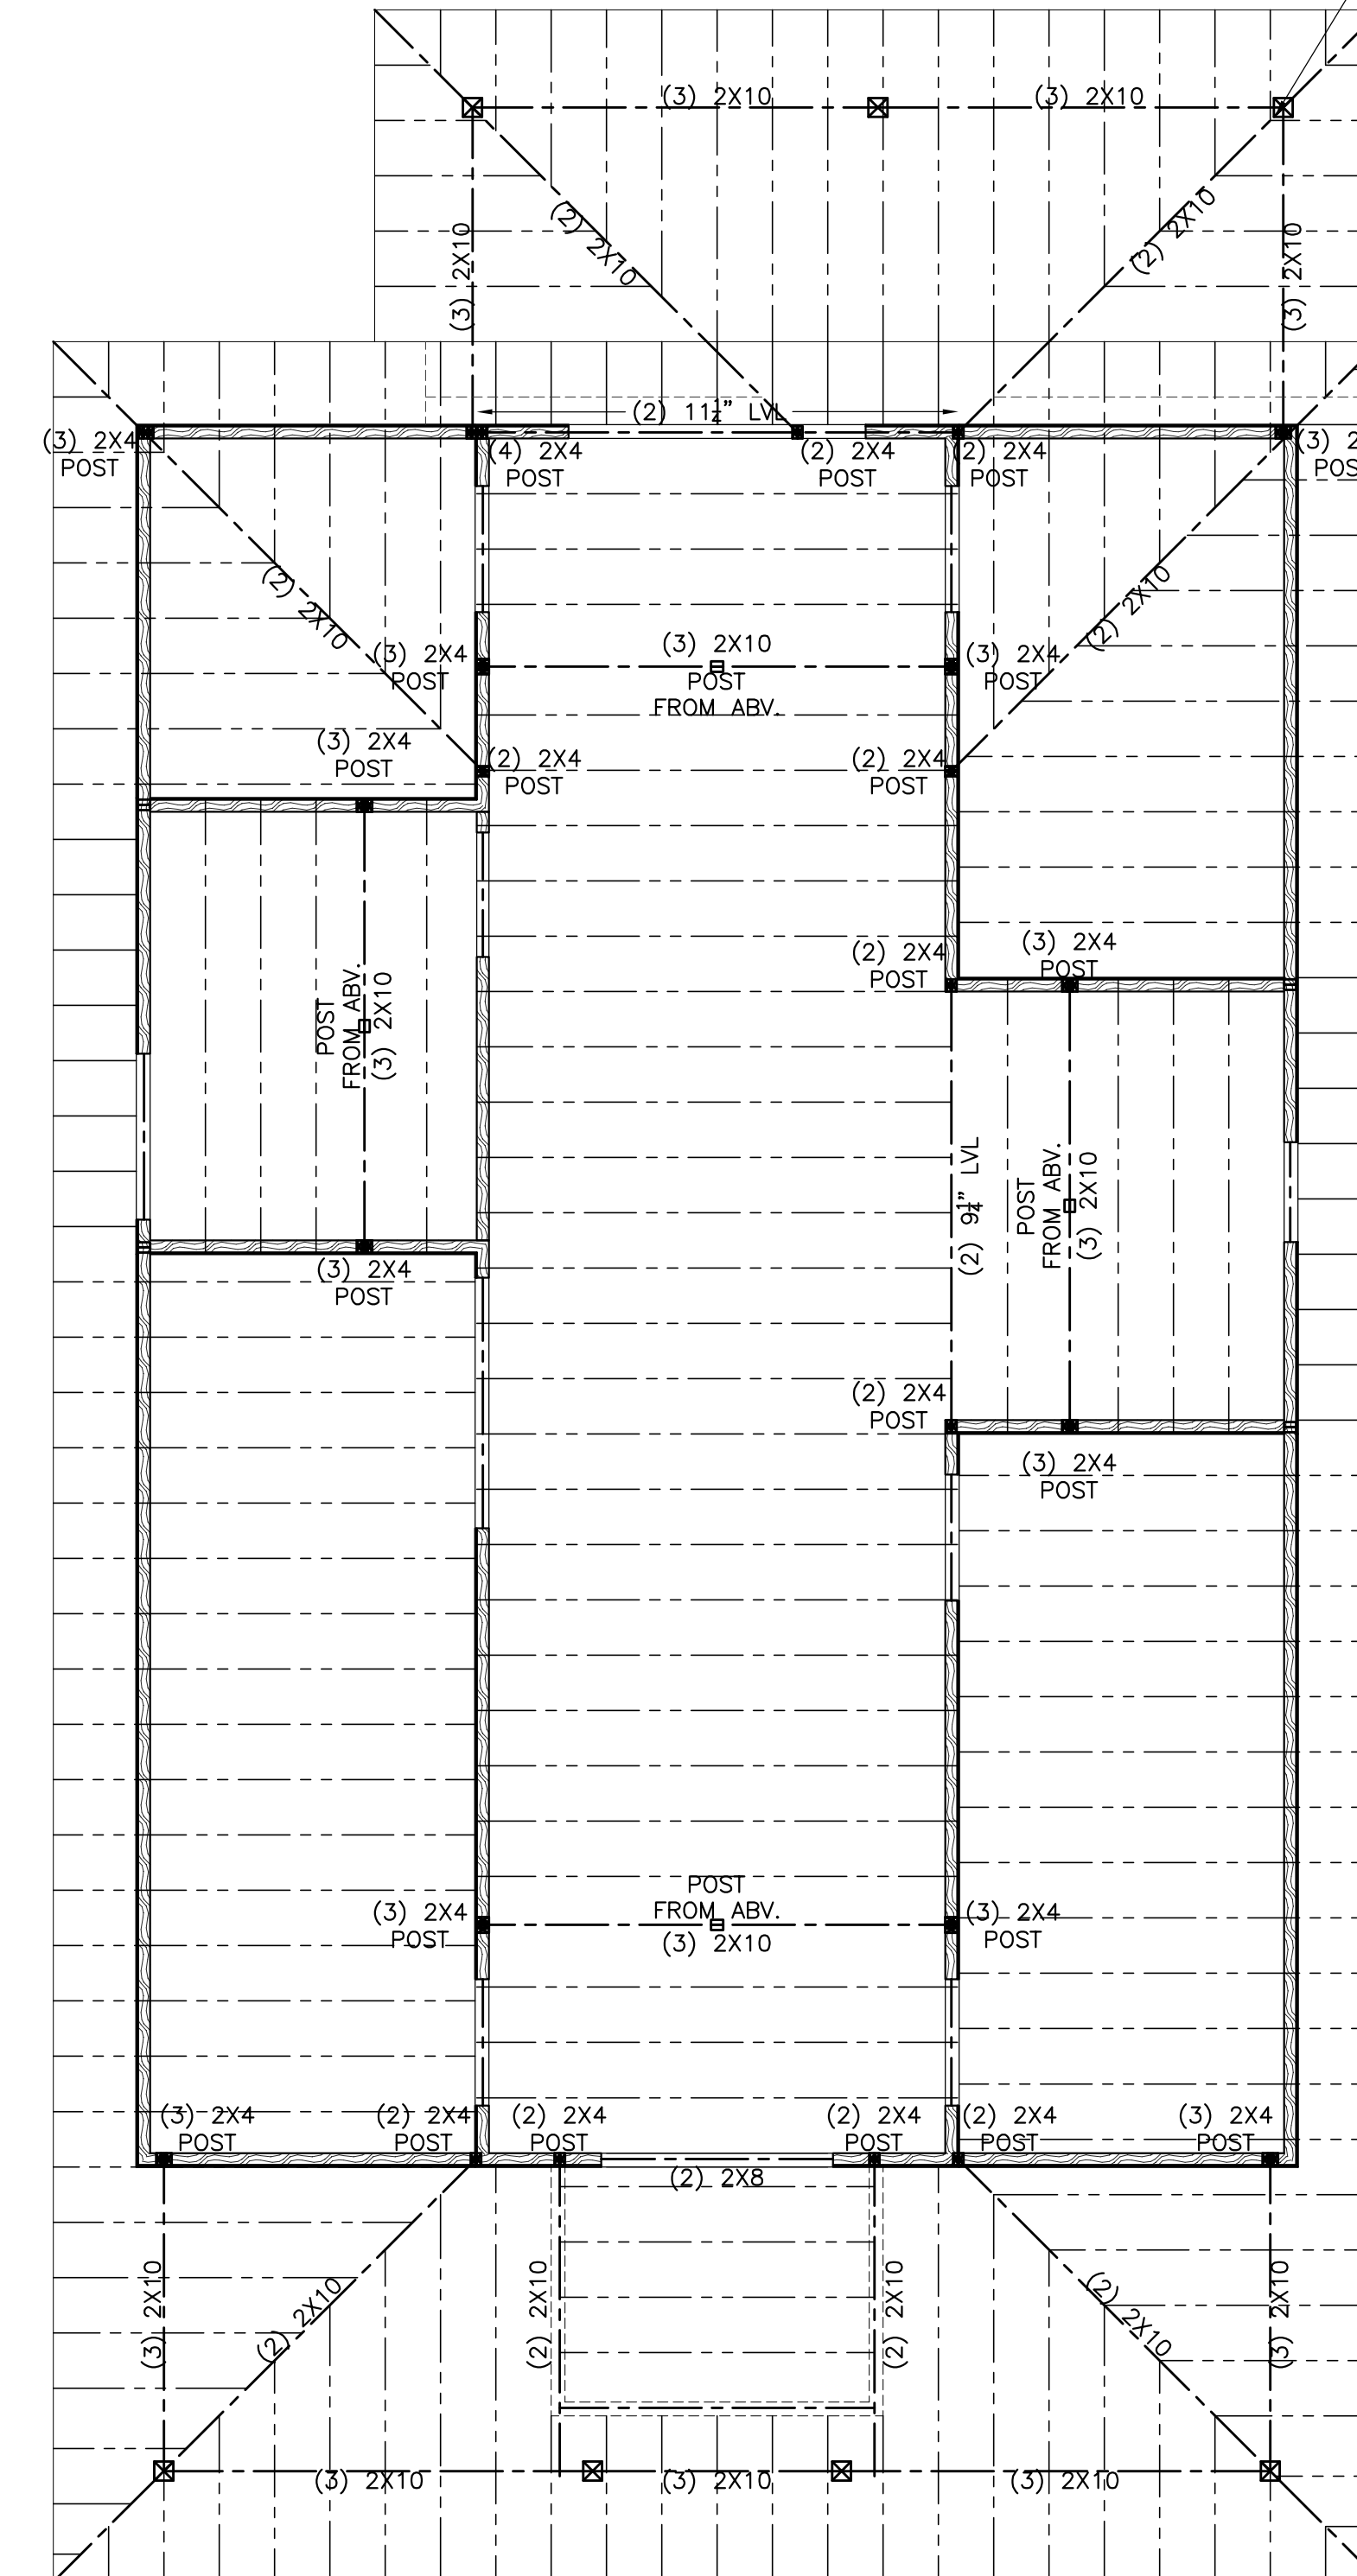 (3) 2X10
(3) 2X10
(3) 2X10
(2) 2X10
(2) 2X10
(3) 2X10
(2) 11¼" LVL
(3) 2X4
POST
(4) 2X4
POST
(2) 2X4
POST
(2) 2X4
POST
(3) 2
POS
(2) 2X10
(2) 2X10
(3) 2X4
POST
(3) 2X10
POST
FROM ABV.
(3) 2X4
POST
(3) 2X4
POST
(2) 2X4
POST
(2) 2X4
POST
(2) 2X4
POST
(3) 2X4
POST
POST
FROM ABV.
(3) 2X10
(2) 9¼" LVL
POST
FROM ABV.
(3) 2X10
(3) 2X4
POST
(2) 2X4
POST
(3) 2X4
POST
(3) 2X4
POST
POST
FROM ABV.
(3) 2X10
(3) 2X4
POST
(3) 2X4
POST
(2) 2X4
POST
(2) 2X4
POST
(2) 2X4
POST
(2) 2X4
POST
(3) 2X4
POST
(2) 2X8
(3) 2X10
(2) 2X10
(2) 2X10
(2) 2X10
(2) 2X10
(3) 2X10
(3) 2X10
(3) 2X10
(3) 2X10